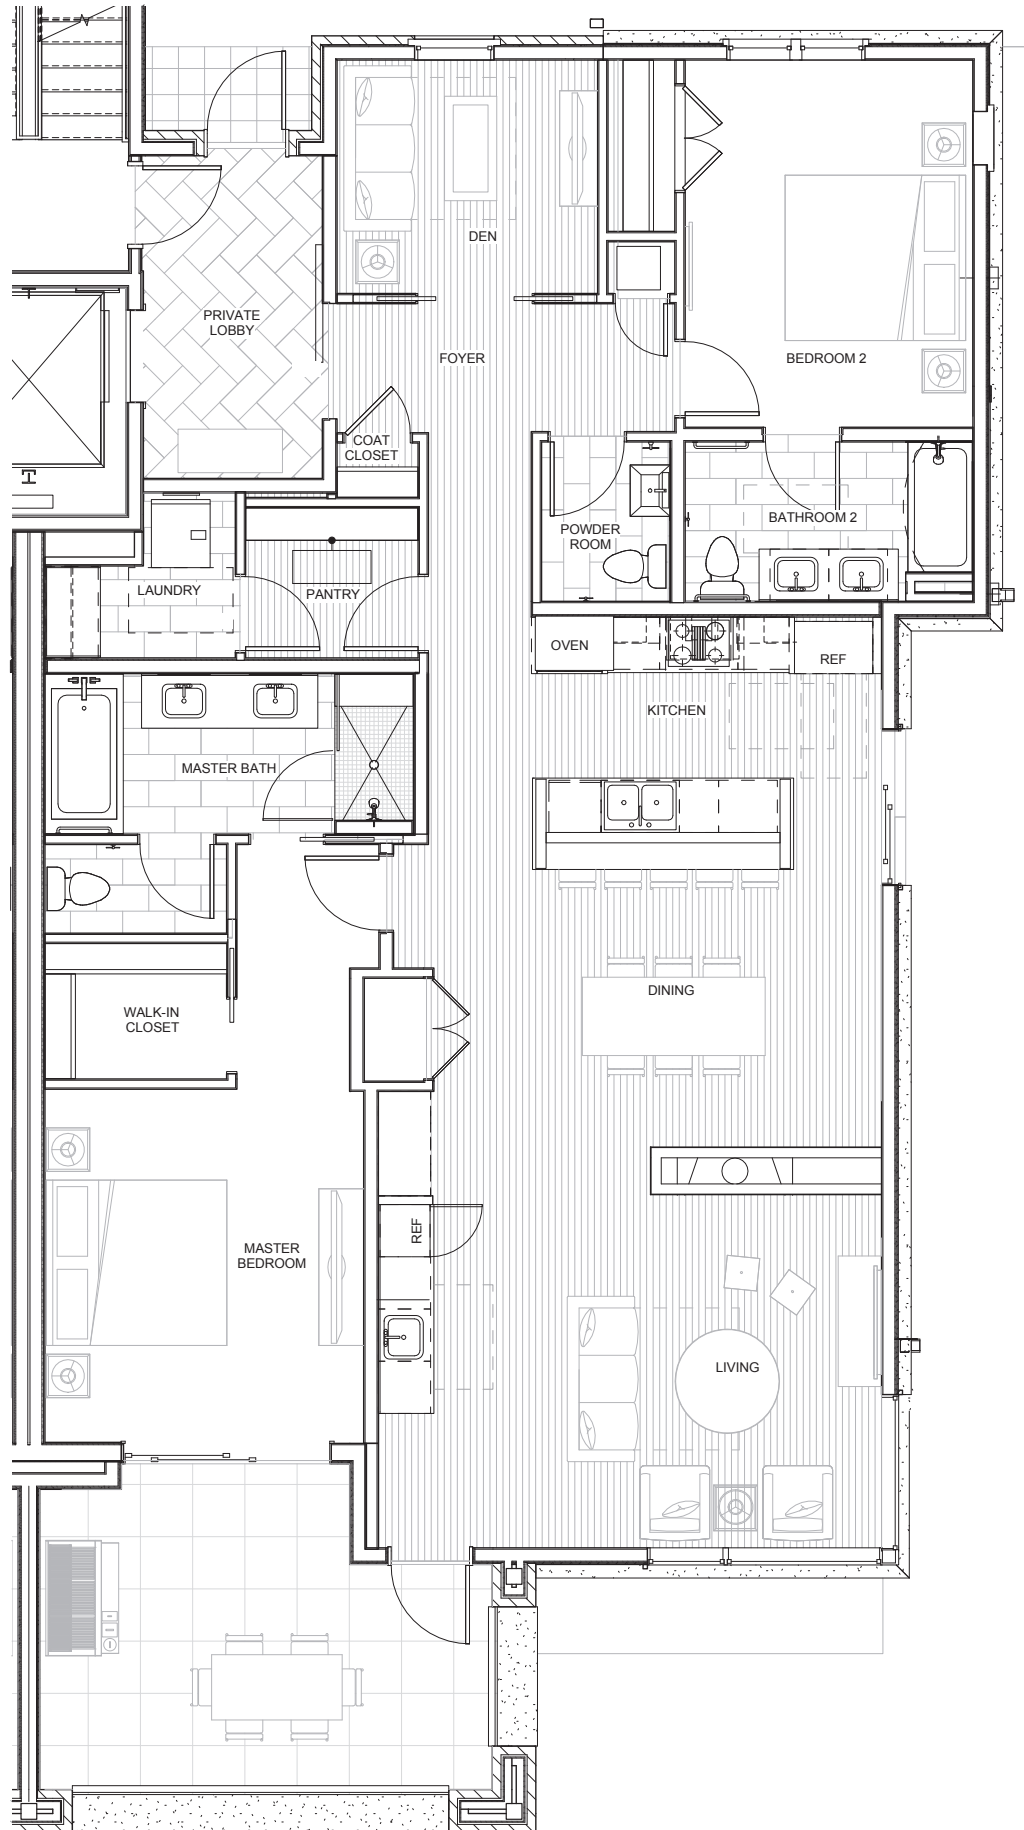 DEN
PRIVATE
LOBBY
FOYER
BEDROOM 2
COAT
CLOSET
POWDER
ROOM
BATHROOM 2
LAUNDRY
PANTRY
OVEN
REF
KITCHEN
MASTER BATH
DINING
WALK-IN
CLOSET
REF
MASTER
BEDROOM
LIVING